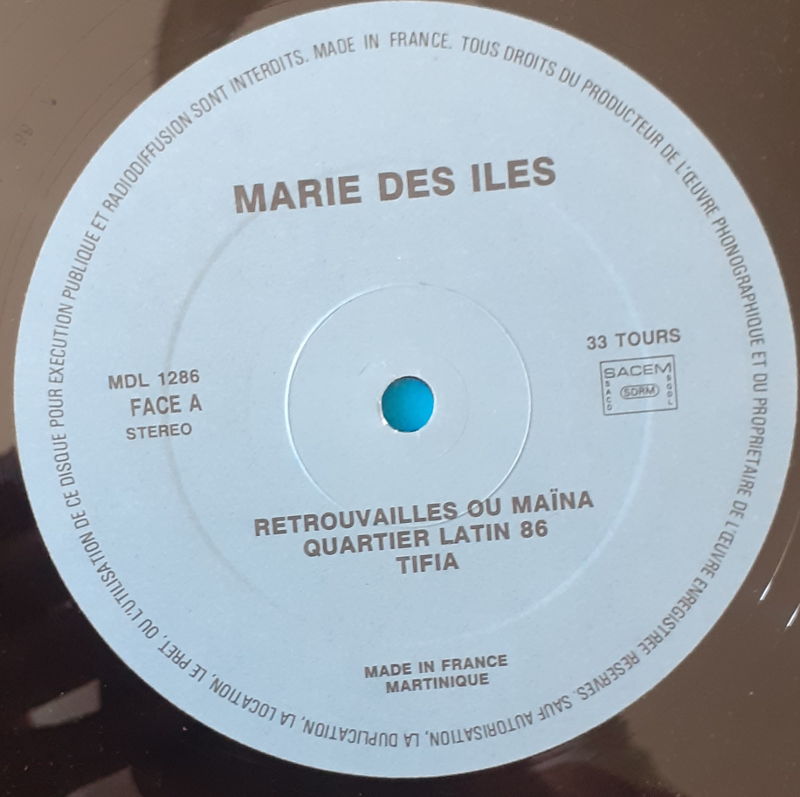 MADE IN FRANCE. TOUS DROITS DU PRODUCTEUR DE L'ŒUVRE PHONOGRAPHIQUE ET DU PROPRIETAIRE DE L'ŒUVRE ENREGISTREE RESERVES. SAUF AUTORISATION, LA DUPLICATION, LA LOCATION, LE PRET, OU L'UTILISATION DE CE DISQUE POUR EXECUTION PUBLIQUE ET RADIODIFFUSION SONT INTERDITS.
MARIE DES ILES
MDL 1286
FACE A
STEREO
33 TOURS
SACEM
SACD
SDRM
SGDL
RETROUVAILLES OU MAÏNA
QUARTIER LATIN 86
TIFIA
MADE IN FRANCE
MARTINIQUE